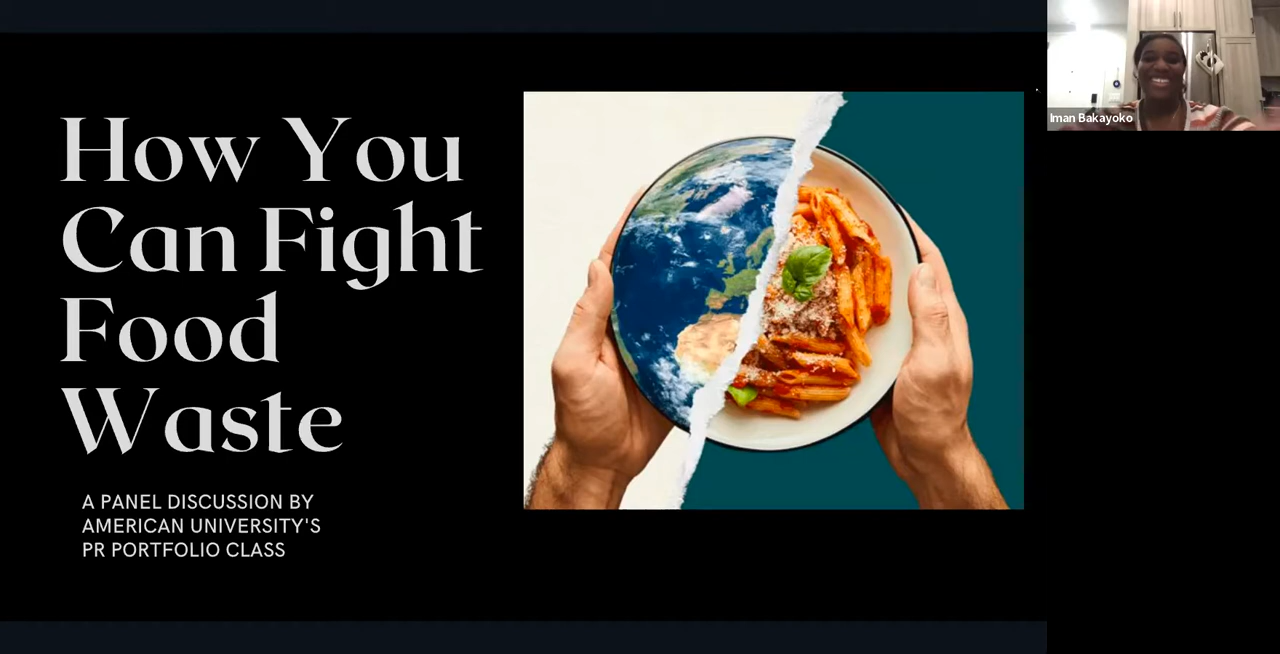 How You
Can Fight
Food
Waste
A PANEL DISCUSSION BY
AMERICAN UNIVERSITY'S
PR PORTFOLIO CLASS
Iman Bakayoko